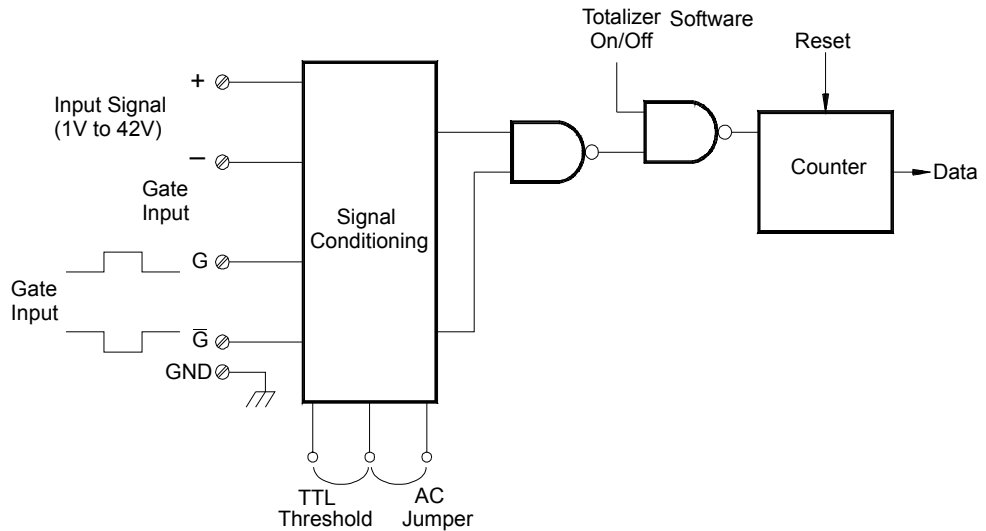 Totalizer Software
On/Off
Reset
+
Input Signal
(1V to 42V)
−
Gate
Input
Signal
Conditioning
Counter
Data
G
Gate
Input
G̅
GND
TTL
Threshold
AC
Jumper